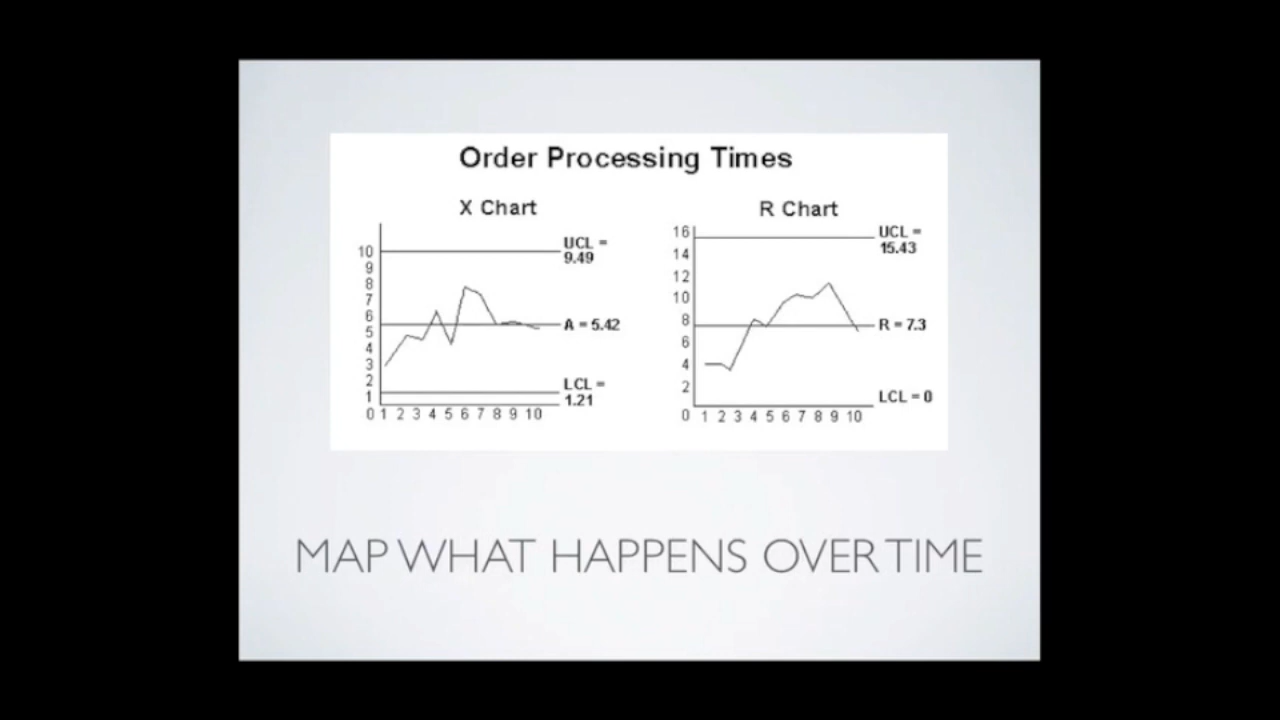 Order Processing Times
X Chart
10
9
8
7
6
5
4
3
2
1
0 1 2 3 4 5 6 7 8 9 10
UCL =
9.49
A = 5.42
LCL =
1.21
R Chart
16
14
12
10
8
6
4
2
0 1 2 3 4 5 6 7 8 9 10
UCL =
15.43
R = 7.3
LCL = 0
MAP WHAT HAPPENS OVER TIME